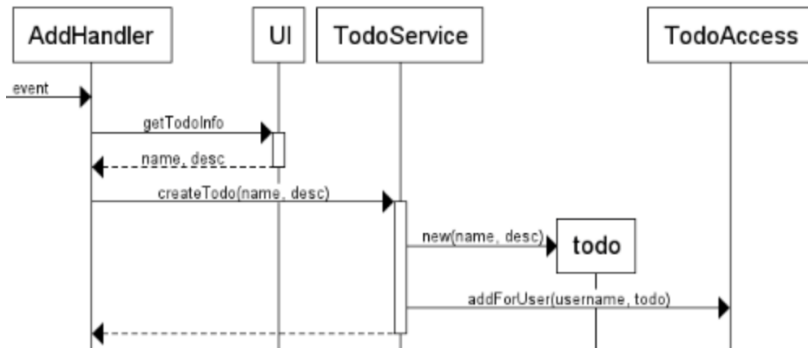 AddHandler UI TodoService TodoAccess
event
getTodoInfo
name, desc
createTodo(name, desc)
new(name, desc)
todo
addForUser(username, todo)